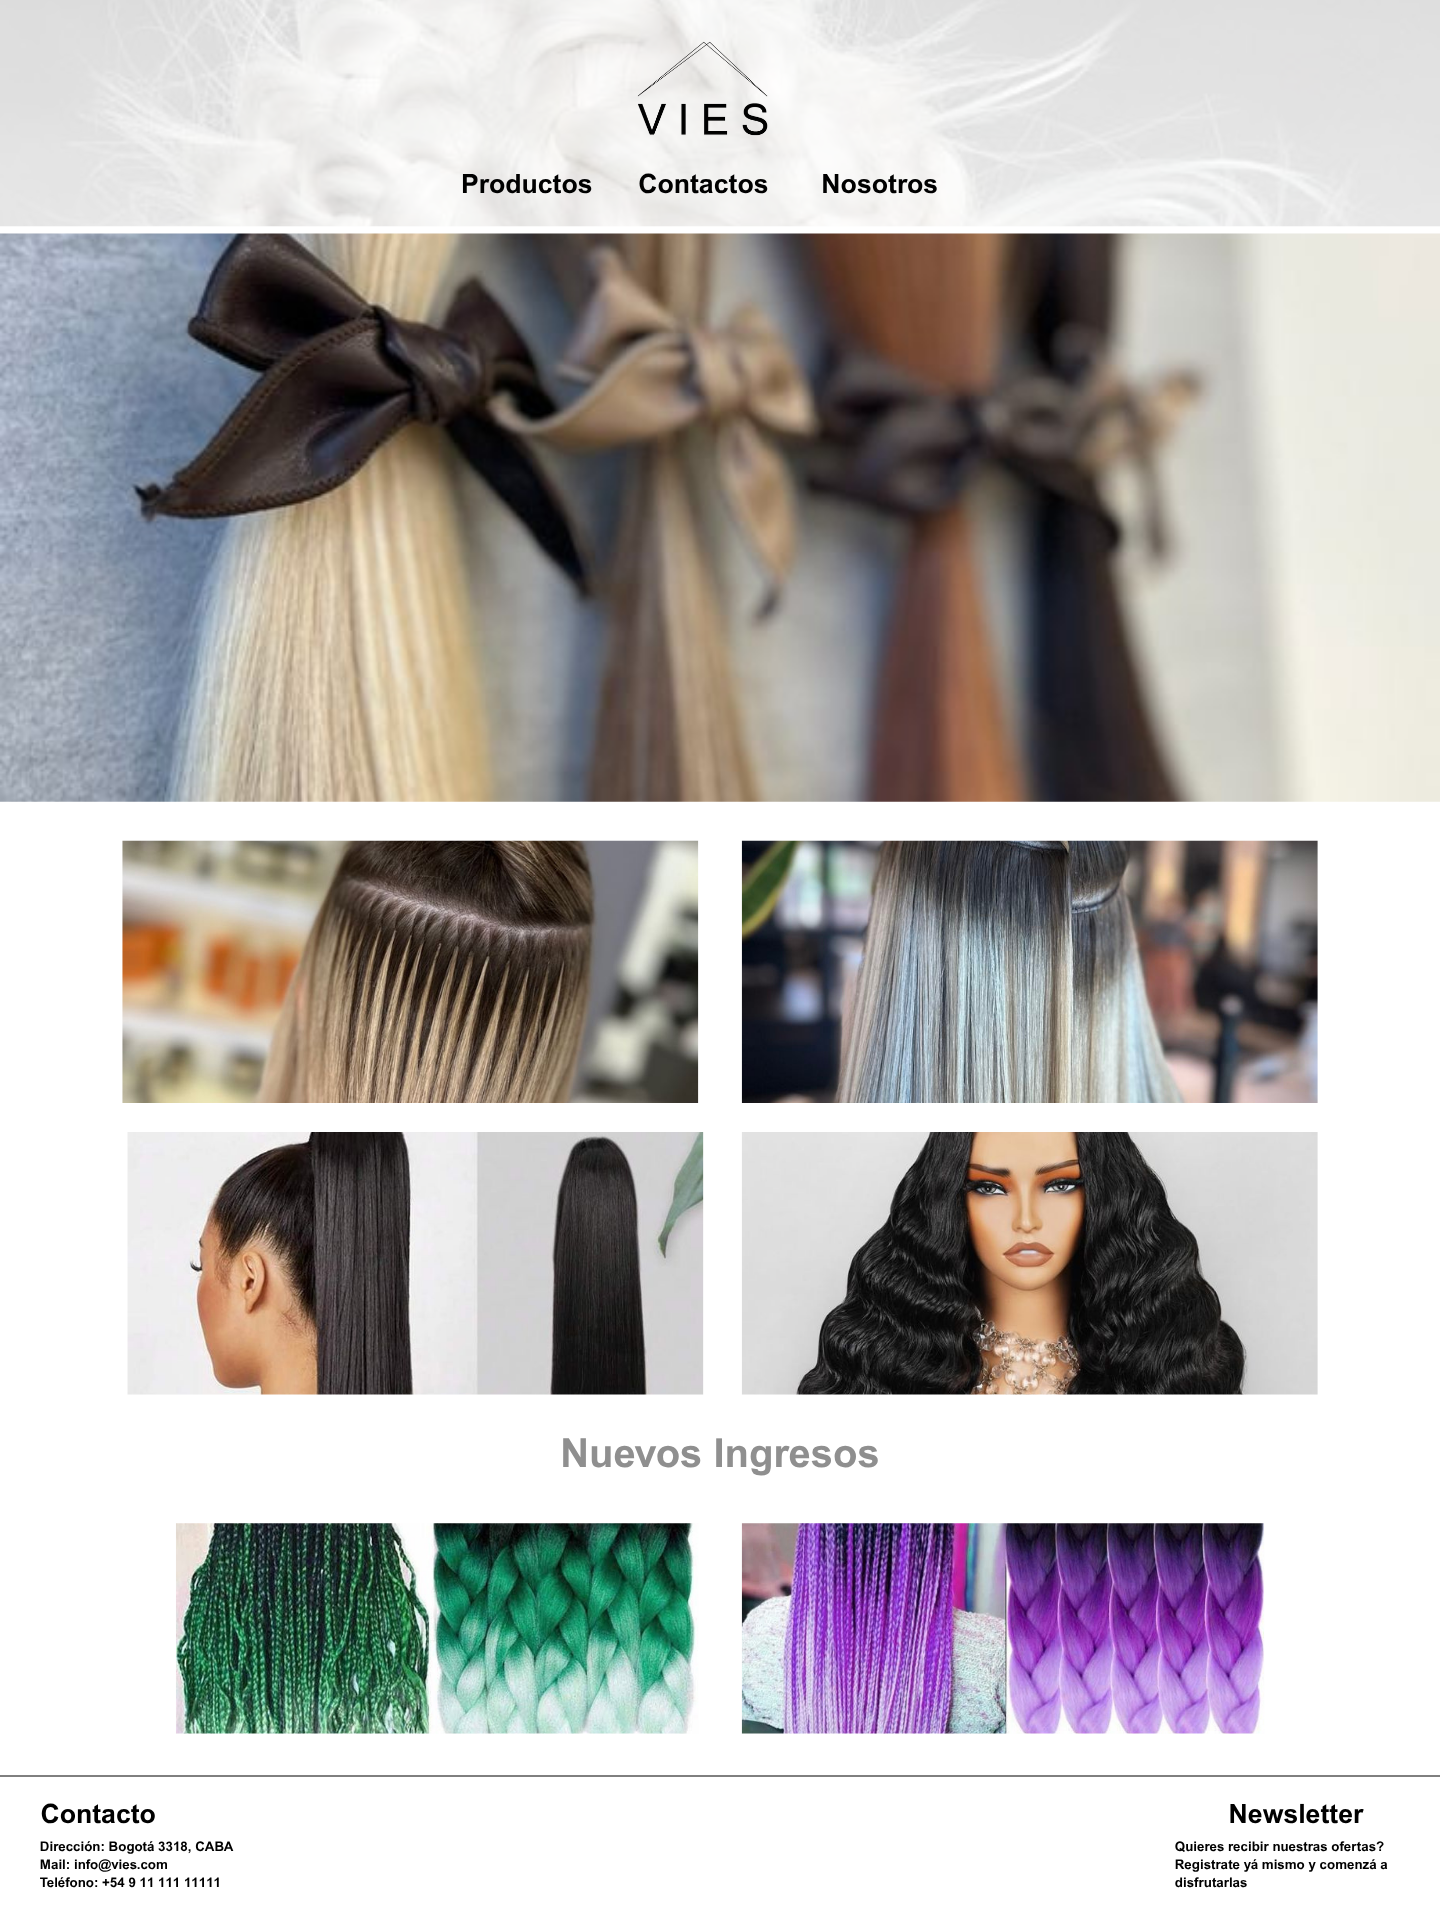 VIES
Productos Contactos Nosotros
Nuevos Ingresos
Contacto
Dirección: Bogotá 3318, CABA
Mail: info@vies.com
Teléfono: +54 9 11 111 11111
Newsletter
Quieres recibir nuestras ofertas?
Registrate yá mismo y comenzá a
disfrutarlas